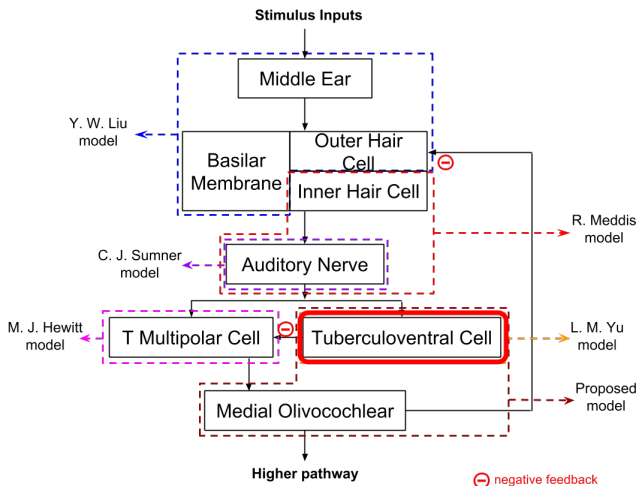 Stimulus Inputs
Middle Ear
Y. W. Liu
model
Basilar
Membrane
Outer Hair
Cell
Inner Hair Cell
R. Meddis
model
C. J. Sumner
model
Auditory Nerve
M. J. Hewitt
model
T Multipolar Cell
Tuberculoventral Cell
L. M. Yu
model
Proposed
model
Medial Olivocochlear
Higher pathway
negative feedback